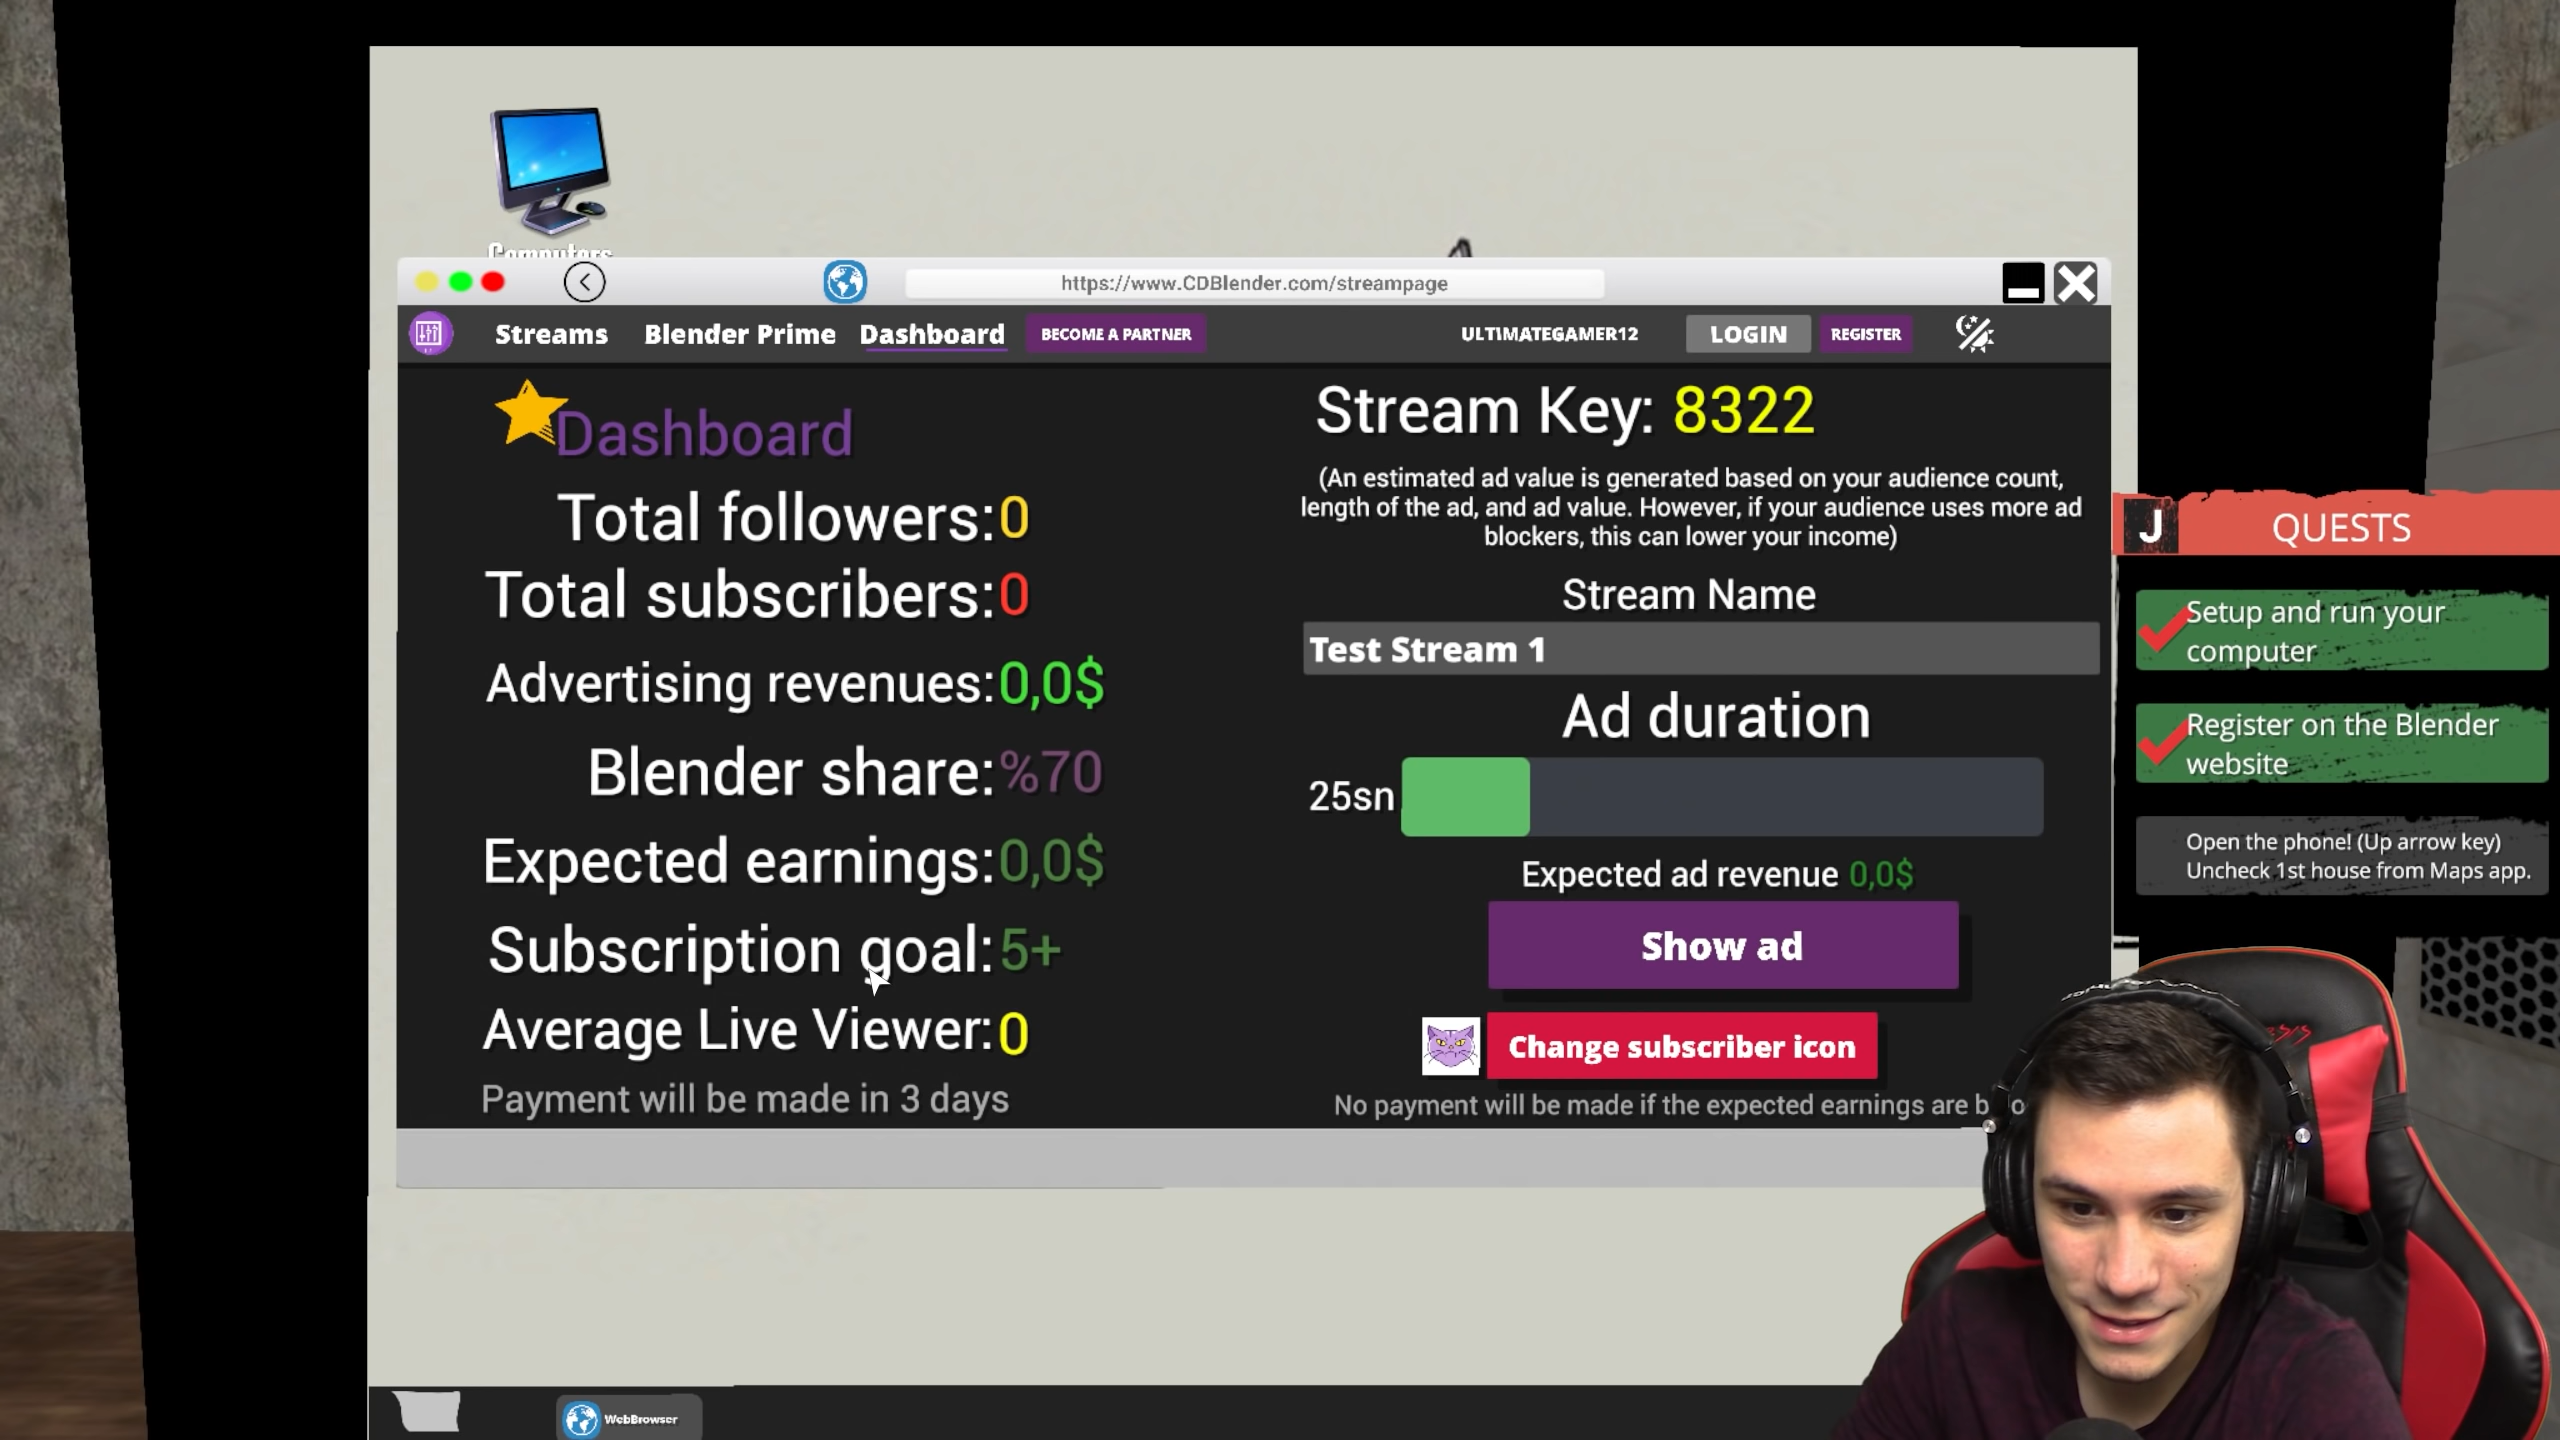 Computers
https://www.CDBlender.com/streampage
Streams Blender Prime Dashboard BECOME A PARTNER ULTIMATEGAMER12 LOGIN REGISTER
Dashboard
Total followers:0
Total subscribers:0
Advertising revenues:0,0$
Blender share:%70
Expected earnings:0,0$
Subscription goal:5+
Average Live Viewer:0
Payment will be made in 3 days
Stream Key: 8322
(An estimated ad value is generated based on your audience count,
length of the ad, and ad value. However, if your audience uses more ad
blockers, this can lower your income)
Stream Name
Test Stream 1
Ad duration
25sn
Expected ad revenue 0,0$
Show ad
Change subscriber icon
No payment will be made if the expected earnings are
J QUESTS
Setup and run your
computer
Register on the Blender
website
Open the phone! (Up arrow key)
Uncheck 1st house from Maps app.
WebBrowser